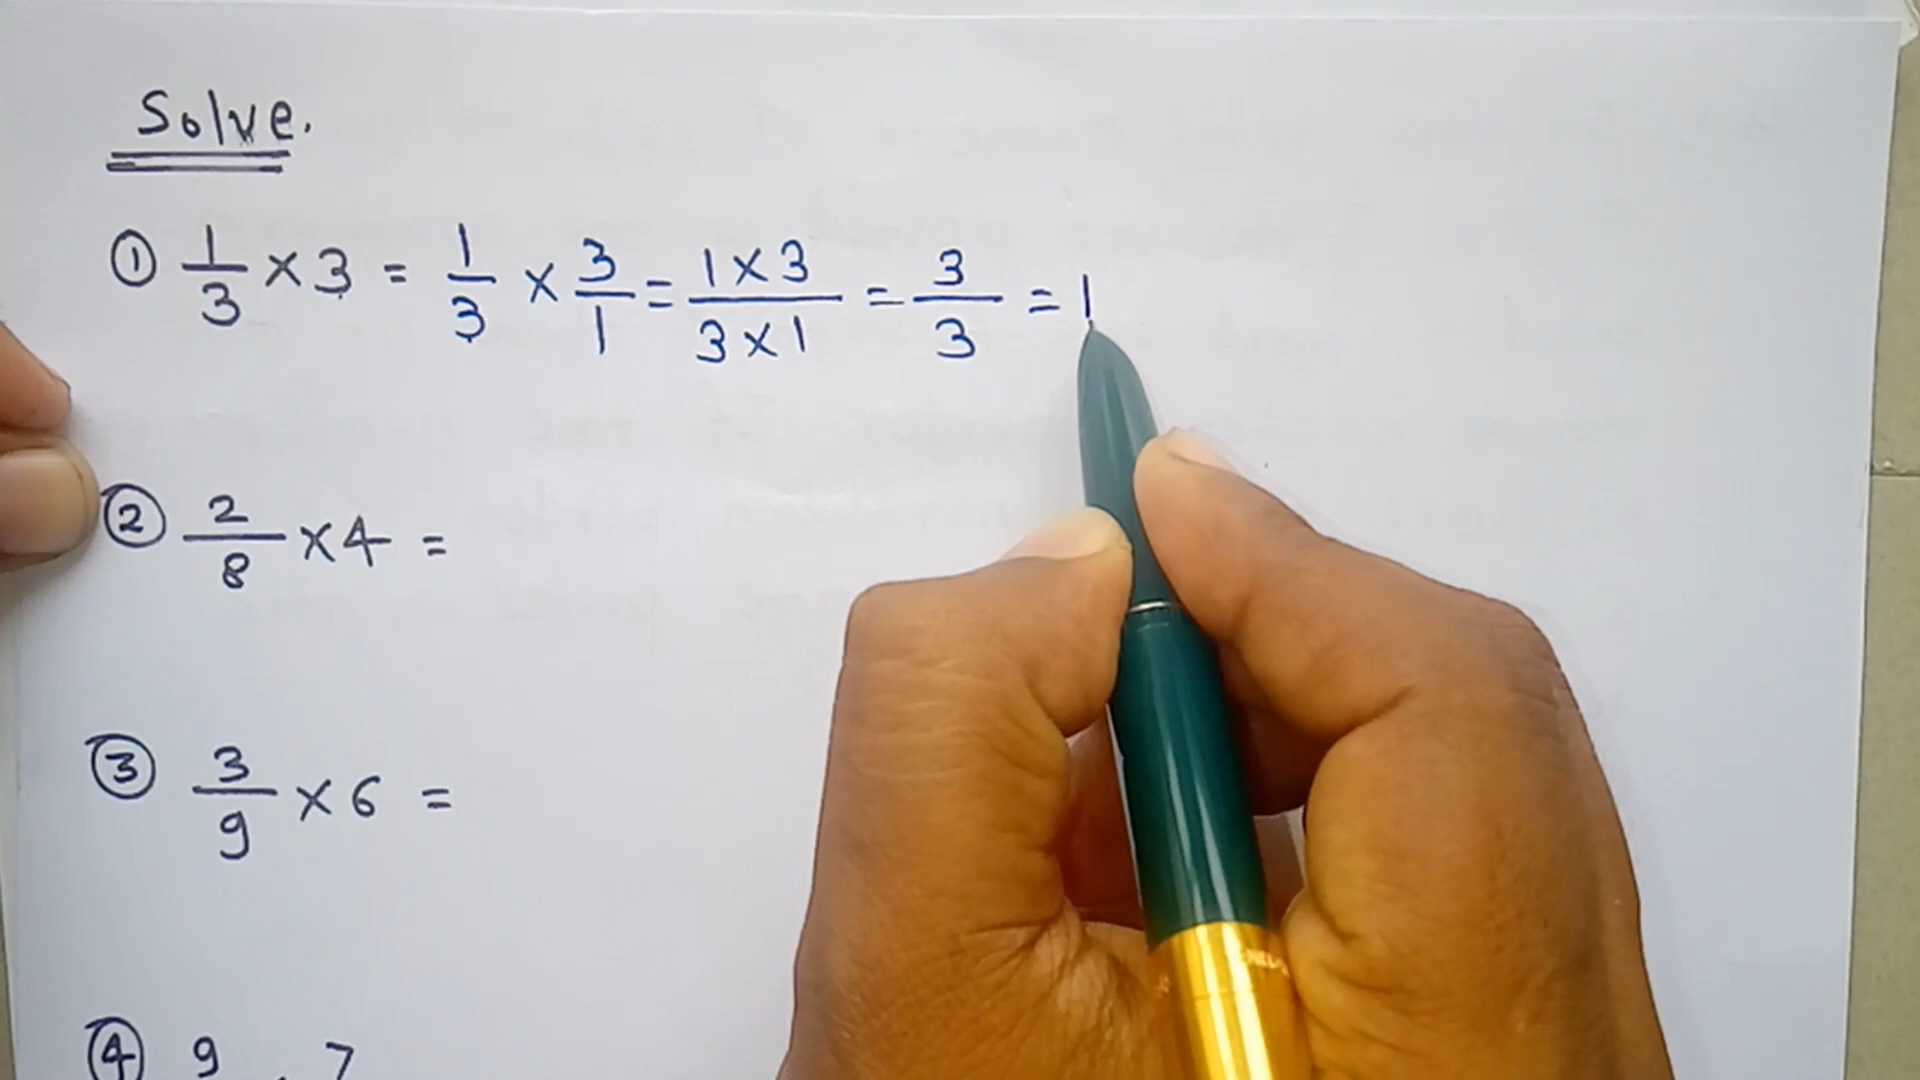 Solve.
① 1/3 × 3 = 1/3 × 3/1 = 1×3/3×1 = 3/3 = 1
② 2/8 × 4 =
③ 3/9 × 6 =
④ 9 7